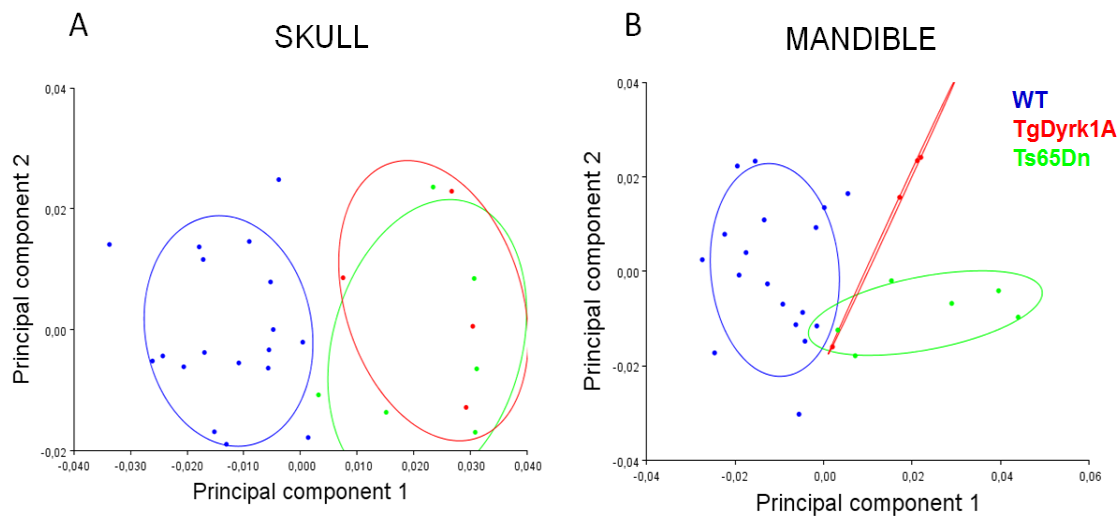 A
SKULL
0,04
0,02
0,00
-0,02
-0,040 -0,030 -0,020 -0,010 0,000 0,010 0,020 0,030 0,040
Principal component 2
Principal component 1
B
MANDIBLE
0,04
0,02
0,00
-0,02
-0,04
-0,04 -0,02 0,00 0,02 0,04 0,06
Principal component 2
Principal component 1
WT
TgDyrk1A
Ts65Dn